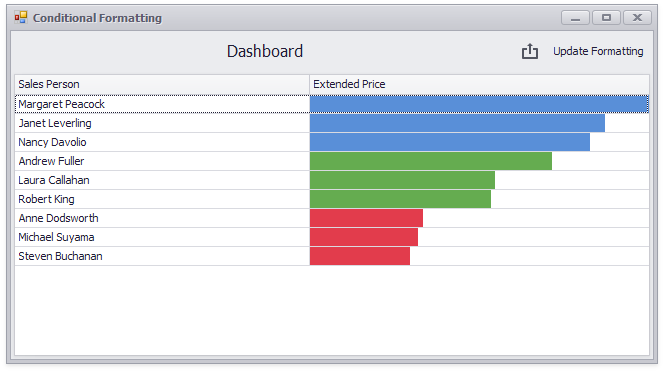 Conditional Formatting
Dashboard
Update Formatting
Sales Person Extended Price
Margaret Peacock
Janet Leverling
Nancy Davolio
Andrew Fuller
Laura Callahan
Robert King
Anne Dodsworth
Michael Suyama
Steven Buchanan